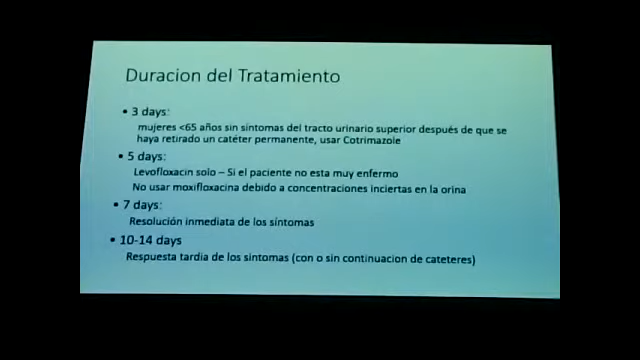 Duracion del Tratamiento
• 3 days:
mujeres <65 años sin síntomas del tracto urinario superior después de que se
haya retirado un catéter permanente, usar Cotrimazole
• 5 days:
Levofloxacin solo – Si el paciente no esta muy enfermo
No usar moxifloxacina debido a concentraciones inciertas en la orina
• 7 days:
Resolución inmediata de los síntomas
• 10-14 days
Respuesta tardia de los sintomas (con o sin continuacion de cateteres)